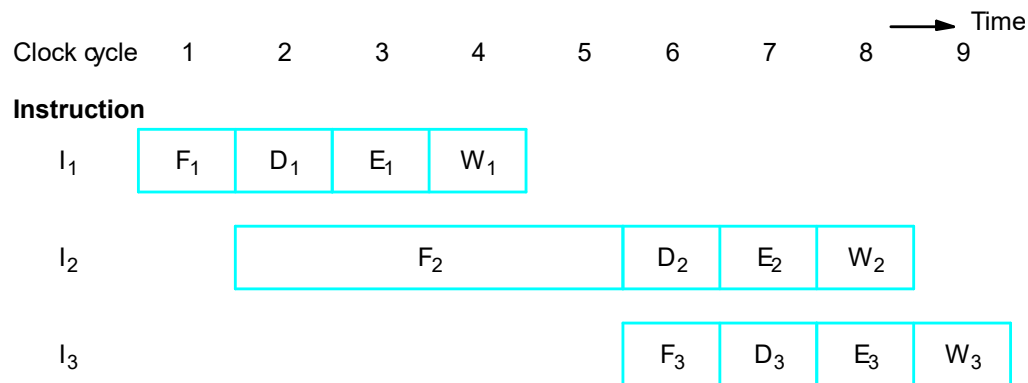 Time
Clock cycle 1 2 3 4 5 6 7 8 9
Instruction
I1 F1 D1 E1 W1
I2 F2 D2 E2 W2
I3 F3 D3 E3 W3